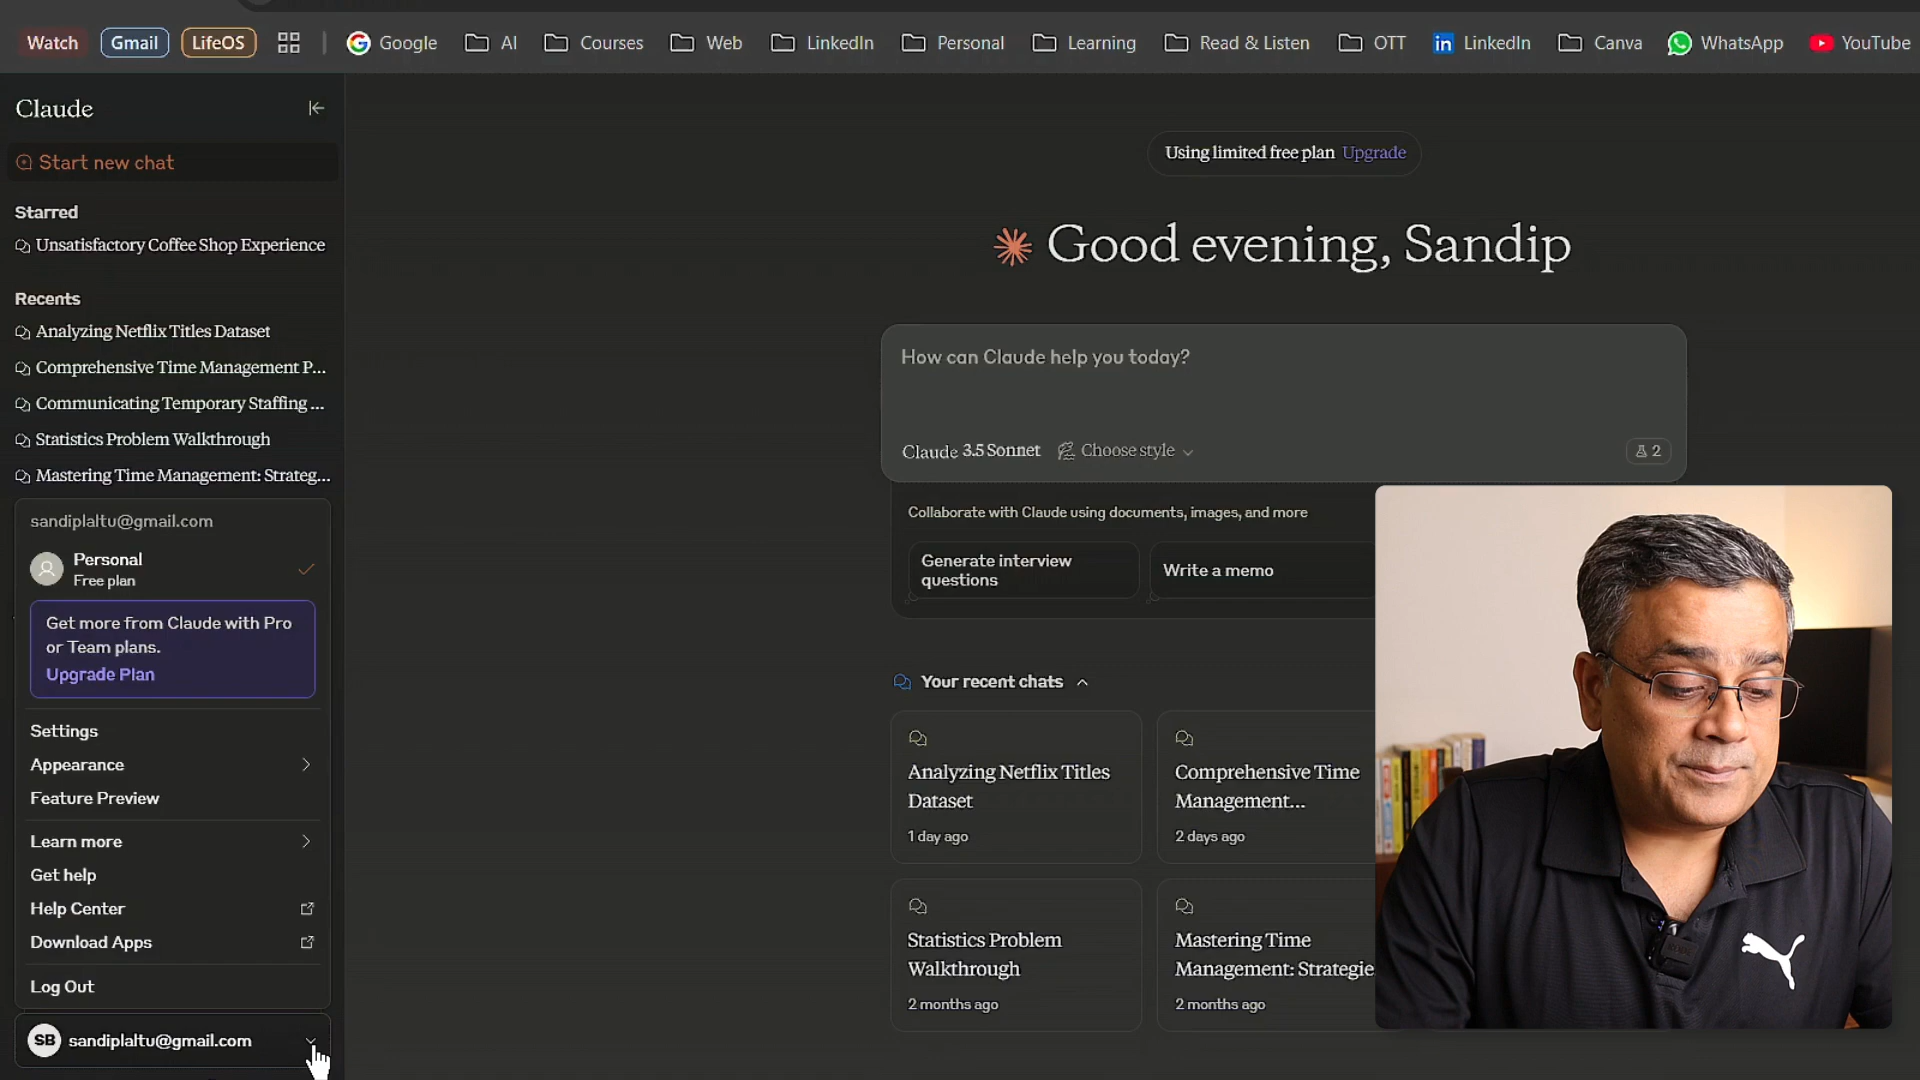 Watch
Gmail
LifeOS
Google
AI
Courses
Web
LinkedIn
Personal
Learning
Read & Listen
OTT
LinkedIn
Canva
WhatsApp
YouTube
Claude
Start new chat
Starred
Unsatisfactory Coffee Shop Experience
Recents
Analyzing Netflix Titles Dataset
Comprehensive Time Management P...
Communicating Temporary Staffing ...
Statistics Problem Walkthrough
Mastering Time Management: Strateg...
sandiplaltu@gmail.com
Personal
Free plan
Get more from Claude with Pro
or Team plans.
Upgrade Plan
Settings
Appearance
Feature Preview
Learn more
Get help
Help Center
Download Apps
Log Out
SB sandiplaltu@gmail.com
Using limited free plan Upgrade
Good evening, Sandip
How can Claude help you today?
Claude 3.5 Sonnet Choose style
2
Collaborate with Claude using documents, images, and more
Generate interview
questions
Write a memo
Your recent chats
Analyzing Netflix Titles
Dataset
1 day ago
Comprehensive Time
Management...
2 days ago
Statistics Problem
Walkthrough
2 months ago
Mastering Time
Management: Strategie
2 months ago